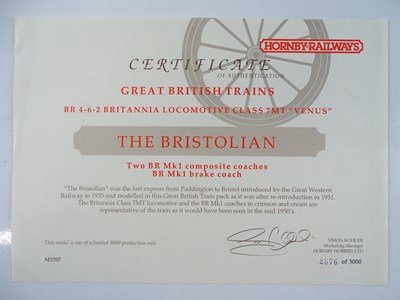 HORNBY RAILWAYS
CERTIFICATE
OF AUTHENTICATION.
GREAT BRITISH TRAINS
BR 4-6-2 BRITANNIA LOCOMOTIVE CLASS 7MT "VENUS"
THE BRISTOLIAN
Two BR Mk1 composite coaches
BR Mk1 brake coach
"The Bristolian" was the fast express from Paddington to Bristol introduced by the Great Western
Railway in 1935 and modelled in this Great British Train pack as it was after re-introduction in 1951.
The Britannia Class 7MT locomotive and the BR Mk1 coaches in crimson and cream are
representative of the train as it would have been seen in the mid 1950's.
This model is one of a limited 3000 production run.
SIMON KOHLER
Marketing Manager
HORNBY HOBBIES LTD
2576 of 3000